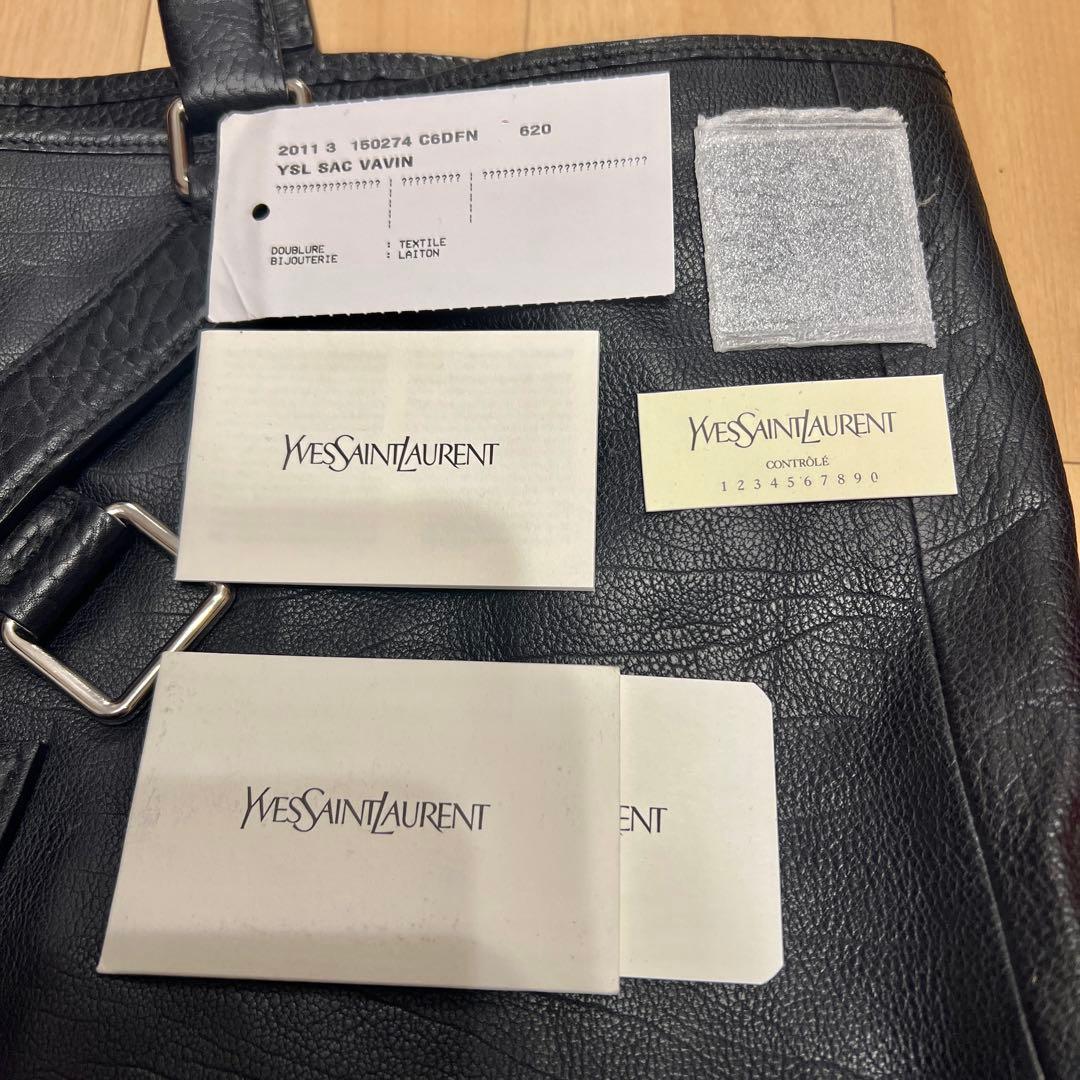 2011 3 150274 C6DFN 620
YSL SAC VAVIN
???????????????? ????????? ?????????????????????????
DOUBLURE : TEXTILE
BIJOUTERIE : LAITON
YVESSAINTLAURENT
YVESSAINTLAURENT
CONTRÔLÉ
1 2 3 4 5 6 7 8 9 0
YVESSAINTLAURENT
ENT